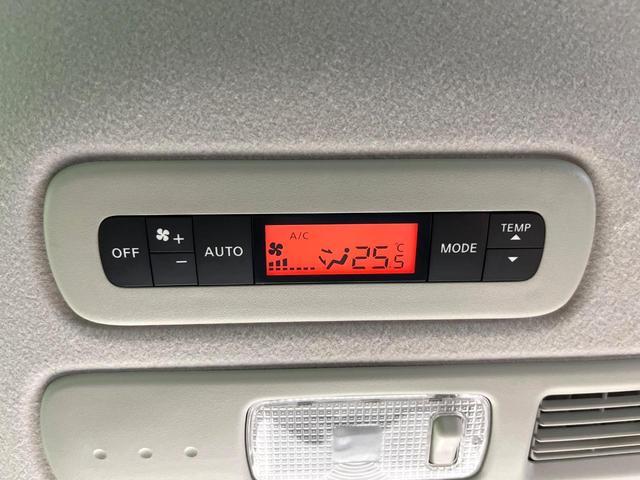 OFF
+
-
AUTO
A/C
25.5 °C
MODE
TEMP